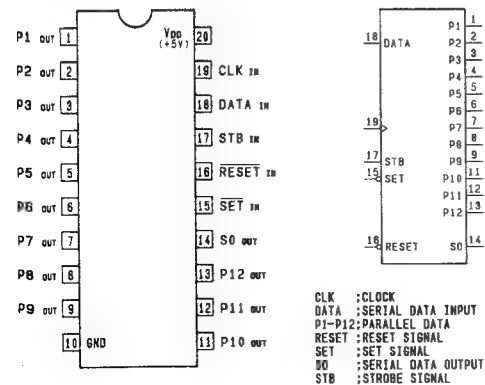 P1 OUT 1
VDD (+5V) 20
P2 OUT 2
19 CLK IN
P3 OUT 3
18 DATA IN
P4 OUT 4
17 STB IN
P5 OUT 5
16 RESET IN
P6 OUT 6
15 SET IN
P7 OUT 7
14 SO OUT
P8 OUT 8
13 P12 OUT
P9 OUT 9
12 P11 OUT
10 GND
11 P10 OUT
P1 1
18 DATA P2 2
P3 3
P4 4
P5 5
P6 6
19 P7 7
P8 8
17 STB P9 9
15 SET P10 11
P11 12
P12 13
16 RESET SO 14
CLK ;CLOCK
DATA ;SERIAL DATA INPUT
P1-P12;PARALLEL DATA
RESET ;RESET SIGNAL
SET ;SET SIGNAL
SO ;SERIAL DATA OUTPUT
STB ;STROBE SIGNAL